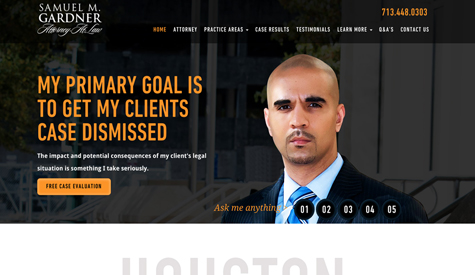 SAMUEL M.
GARDNER
Attorney At Law
713.448.0303
HOME ATTORNEY PRACTICE AREAS CASE RESULTS TESTIMONIALS LEARN MORE Q&A'S CONTACT US
MY PRIMARY GOAL IS
TO GET MY CLIENTS
CASE DISMISSED
The impact and potential consequences of my client's legal
situation is something I take seriously.
FREE CASE EVALUATION
Ask me anything
01 02 03 04 05
HOUSTON